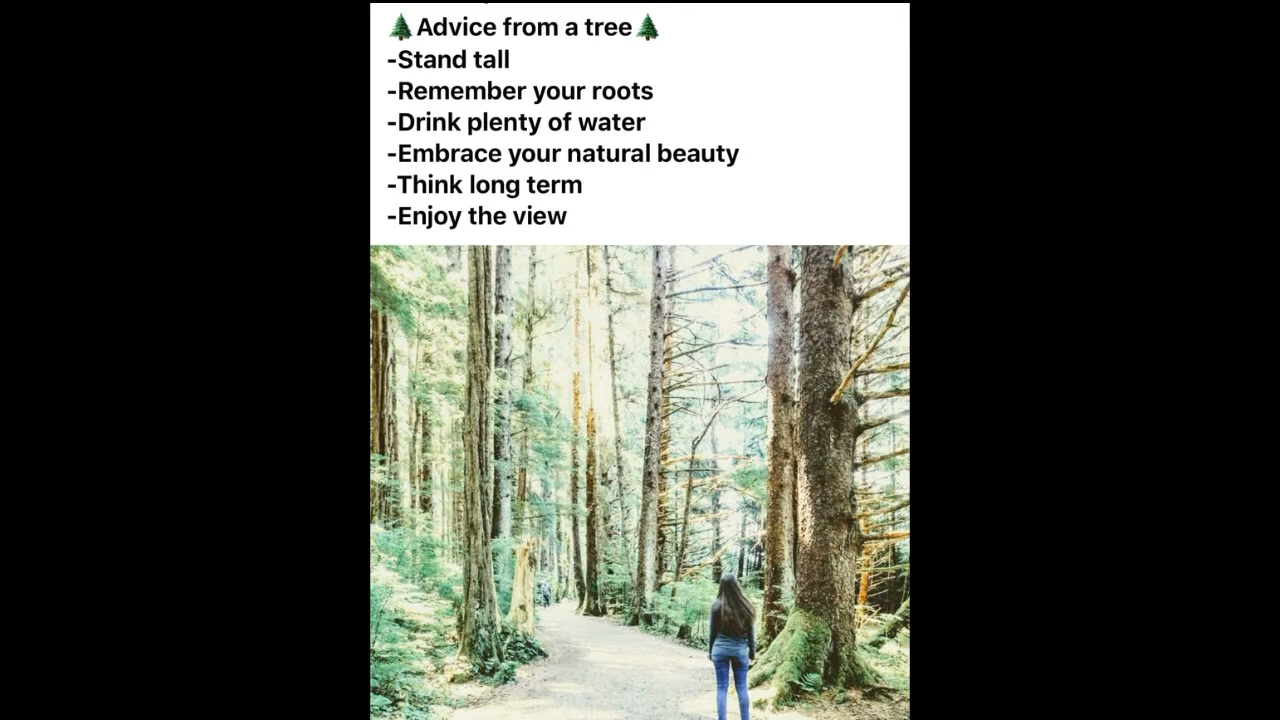 🌲Advice from a tree🌲
-Stand tall
-Remember your roots
-Drink plenty of water
-Embrace your natural beauty
-Think long term
-Enjoy the view